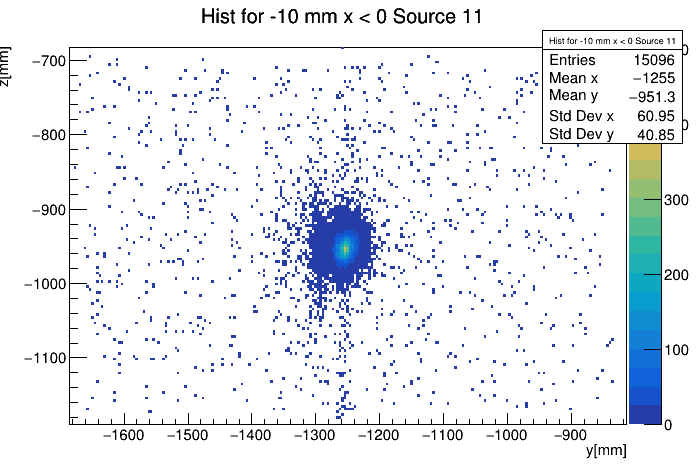 Hist for -10 mm x < 0 Source 11
z[mm]
Hist for -10 mm x < 0 Source 11
Entries 15096
Mean x −1255
Mean y −951.3
Std Dev x 60.95
Std Dev y 40.85
−700
−800
−900
−1000
−1100
300
200
100
0
−1600 −1500 −1400 −1300 −1200 −1100 −1000 −900
y[mm]